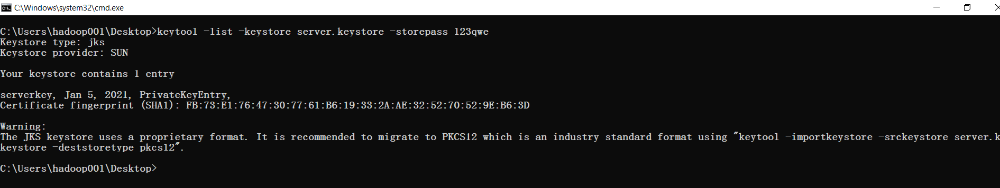 C:\Windows\system32\cmd.exe
C:\Users\hadoop001\Desktop>keytool -list -keystore server.keystore -storepass 123qwe
Keystore type: jks
Keystore provider: SUN
Your keystore contains 1 entry
serverkey, Jan 5, 2021, PrivateKeyEntry,
Certificate fingerprint (SHA1): FB:73:E1:76:47:30:77:61:B6:19:33:2A:AE:32:52:70:52:9E:B6:3D
Warning:
The JKS keystore uses a proprietary format. It is recommended to migrate to PKCS12 which is an industry standard format using "keytool -importkeystore -srckeystore server.k
keystore -deststoretype pkcs12".
C:\Users\hadoop001\Desktop>